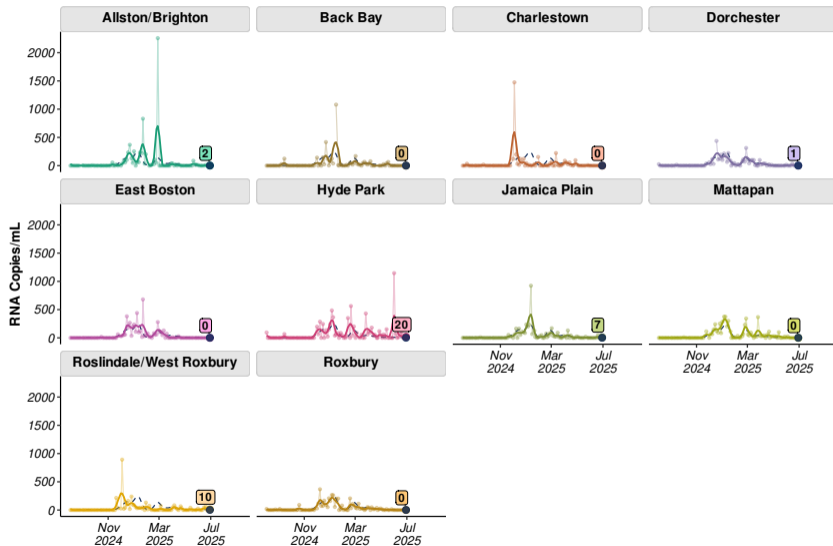 Allston/Brighton
Back Bay
Charlestown
Dorchester
2000
1500
1000
500
0
2
0
0
1
East Boston
Hyde Park
Jamaica Plain
Mattapan
RNA Copies/mL
2000
1500
1000
500
0
0
20
7
0
Nov
2024
Mar
2025
Jul
2025
Nov
2024
Mar
2025
Jul
2025
Roslindale/West Roxbury
Roxbury
2000
1500
1000
500
0
10
0
Nov
2024
Mar
2025
Jul
2025
Nov
2024
Mar
2025
Jul
2025